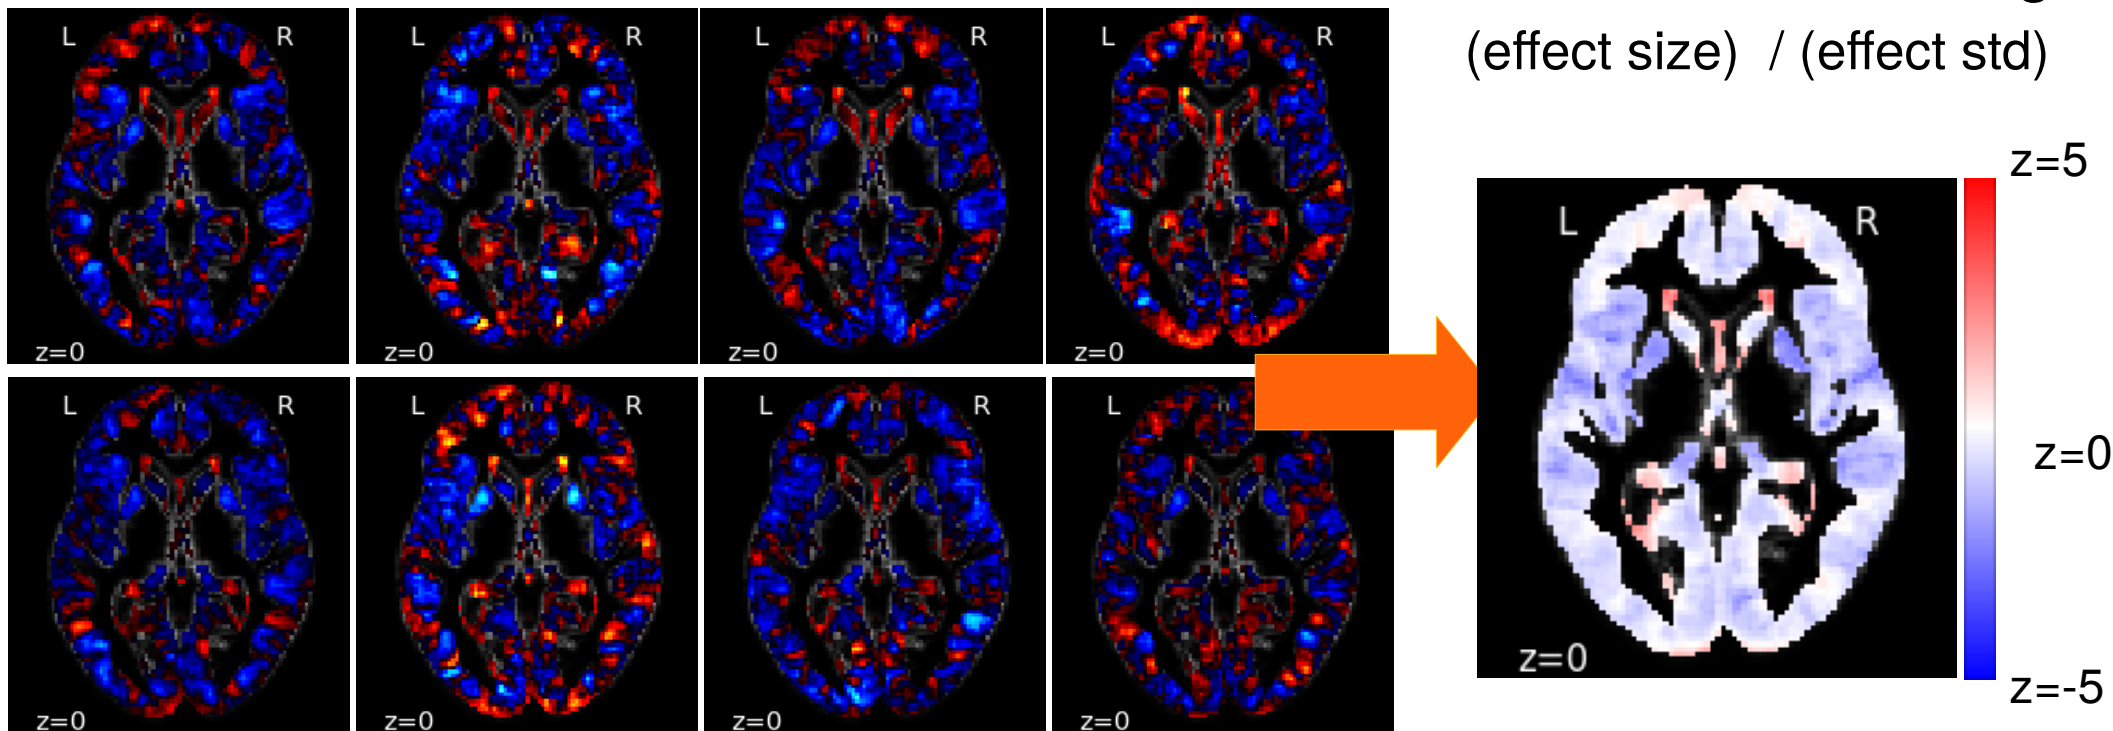 L R L R L R L R
z=0 z=0 z=0 z=0
L R L R L R L
z=0 z=0 z=0 z=0
(effect size) / (effect std)
z=5
L R
z=0
z=0
z=-5